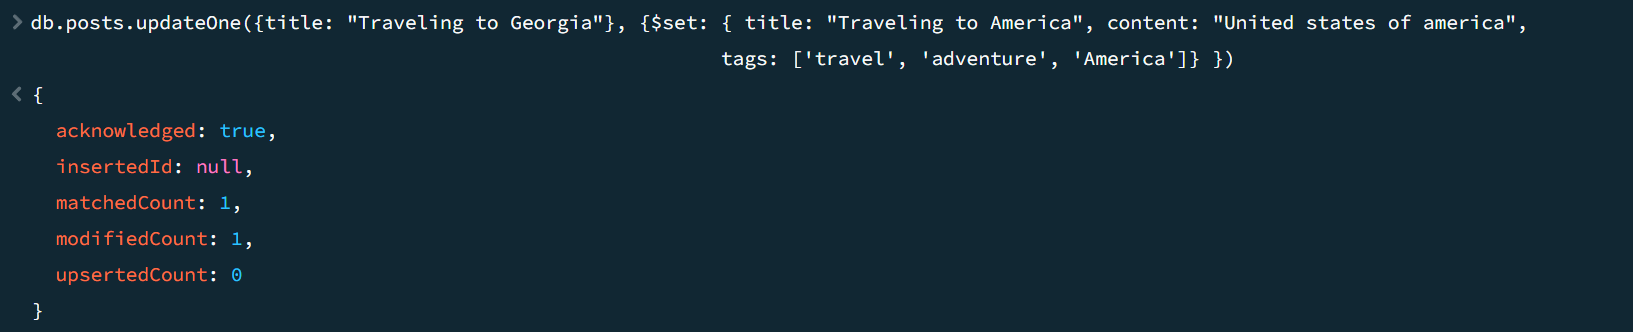 > db.posts.updateOne({title: "Traveling to Georgia"}, {$set: { title: "Traveling to America", content: "United states of america",
tags: ['travel', 'adventure', 'America']} })
< {
acknowledged: true,
insertedId: null,
matchedCount: 1,
modifiedCount: 1,
upsertedCount: 0
}